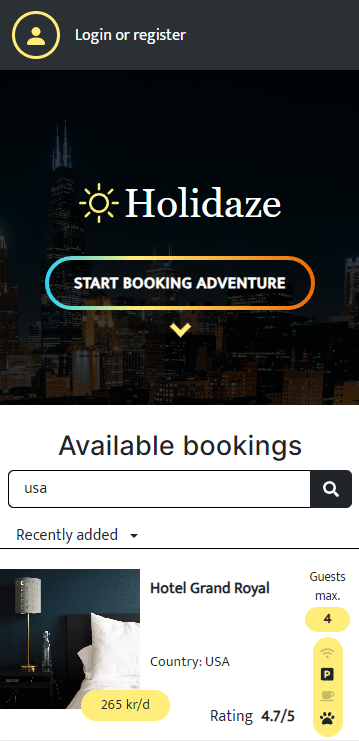 Login or register
Holidaze
START BOOKING ADVENTURE
Available bookings
usa
Recently added
Hotel Grand Royal
Guests
max.
4
Country: USA
P
265 kr/d
Rating 4.7/5